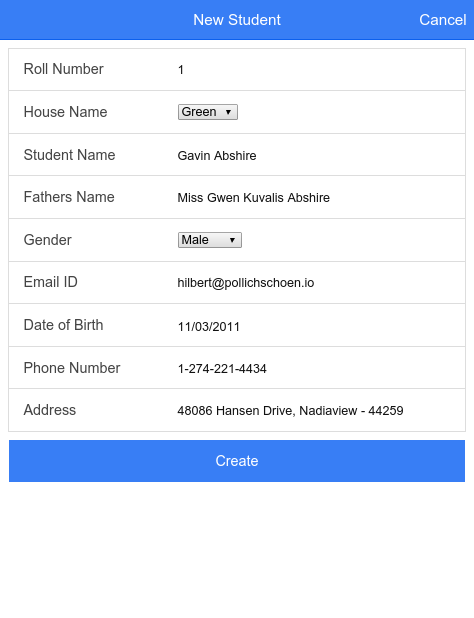 New Student Cancel
Roll Number 1
House Name Green
Student Name Gavin Abshire
Fathers Name Miss Gwen Kuvalis Abshire
Gender Male
Email ID hilbert@pollichschoen.io
Date of Birth 11/03/2011
Phone Number 1-274-221-4434
Address 48086 Hansen Drive, Nadiaview - 44259
Create